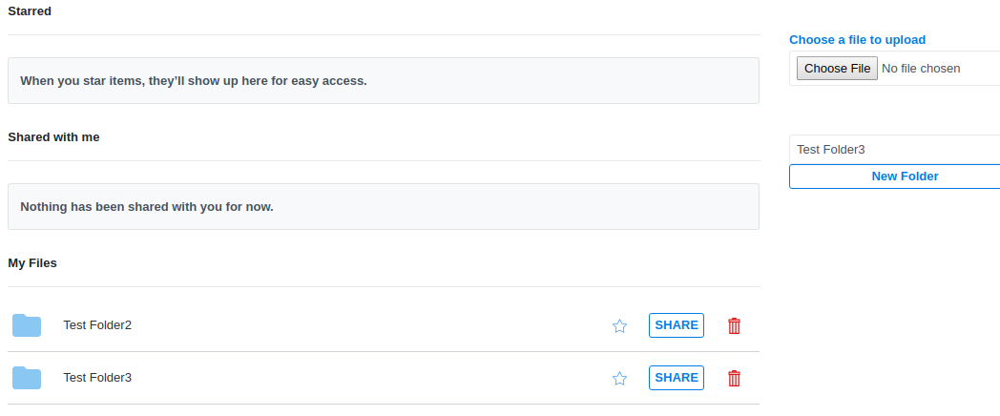 Starred
When you star items, they’ll show up here for easy access.
Shared with me
Nothing has been shared with you for now.
My Files
Test Folder2
SHARE
Test Folder3
SHARE
Choose a file to upload
Choose File No file chosen
Test Folder3
New Folder